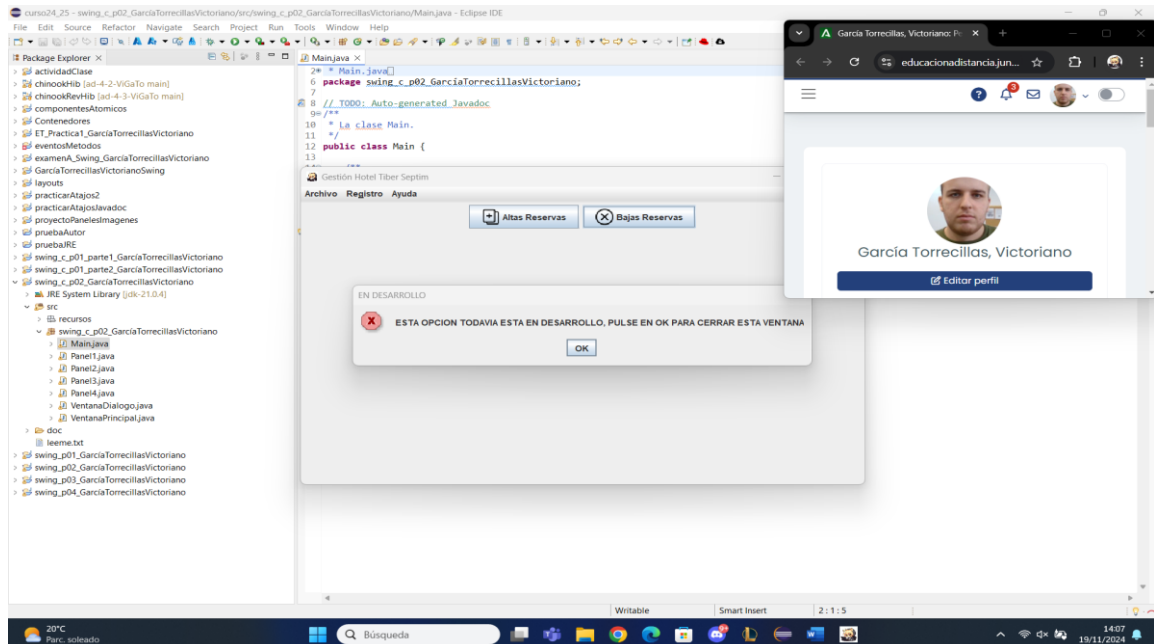 curso24_25 - swing_c_p02_GarcíaTorrecillasVictoriano/src/swing_c_p02_GarcíaTorrecillasVictoriano/Main.java - Eclipse IDE
File Edit Source Refactor Navigate Search Project Run Tools Window Help
Package Explorer
actividadClase
chinookHib [ad-4-2-ViGaTo main]
chinookRevHib [ad-4-3-ViGaTo main]
componentesAtomicos
Contenedores
ET_Practica1_GarcíaTorrecillasVictoriano
eventosMetodos
examenA_Swing_GarcíaTorrecillasVictoriano
GarcíaTorrecillasVictorianoSwing
layouts
practicarAtajos2
practicarAtajosJavadoc
proyectoPanelesImagenes
pruebaAutor
pruebaJRE
swing_c_p01_parte1_GarcíaTorrecillasVictoriano
swing_c_p01_parte2_GarcíaTorrecillasVictoriano
swing_c_p02_GarcíaTorrecillasVictoriano
JRE System Library [jdk-21.0.4]
src
recursos
swing_c_p02_GarcíaTorrecillasVictoriano
Main.java
Panel1.java
Panel2.java
Panel3.java
Panel4.java
VentanaDialogo.java
VentanaPrincipal.java
doc
leeme.txt
swing_p01_GarcíaTorrecillasVictoriano
swing_p02_GarcíaTorrecillasVictoriano
swing_p03_GarcíaTorrecillasVictoriano
swing_p04_GarcíaTorrecillasVictoriano
Main.java
2 * Main.java
6 package swing_c_p02_GarcíaTorrecillasVictoriano;
7
8 // TODO: Auto-generated Javadoc
9 /**
10 * La clase Main.
11 */
12 public class Main {
13
Gestión Hotel Tiber Septim
Archivo Registro Ayuda
Altas Reservas Bajas Reservas
EN DESARROLLO
ESTA OPCION TODAVIA ESTA EN DESARROLLO, PULSE EN OK PARA CERRAR ESTA VENTANA
OK
García Torrecillas, Victoriano: Pe
educacionadistancia.jun...
3
García Torrecillas, Victoriano
Editar perfil
Writable Smart Insert 2:1:5
20°C
Parc. soleado
Búsqueda
14:07
19/11/2024